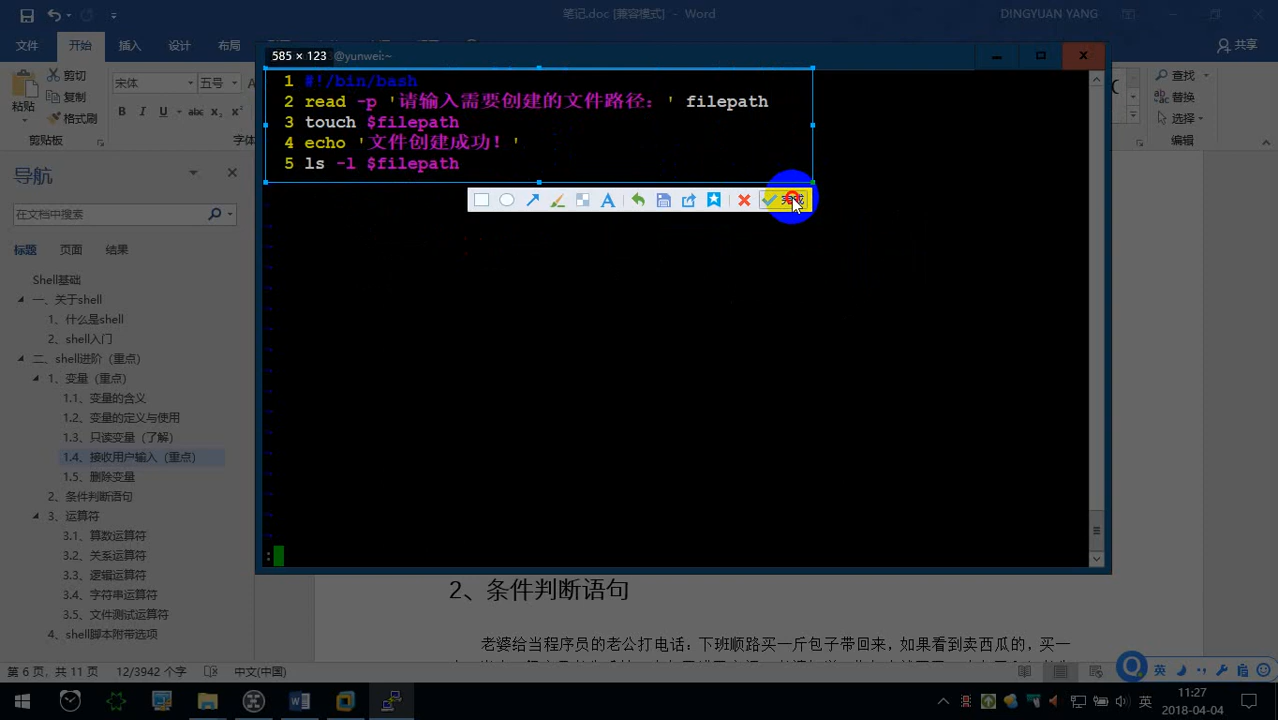 笔记.doc [兼容模式] - Word
DINGYUAN YANG
文件
开始
插入
设计
布局
共享
粘贴
剪切
复制
格式刷
剪贴板
宋体
五号
B I U abc x₂ x²
字体
查找
替换
选择
编辑
585 × 123
@yunwei:~
1 #!/bin/bash
2 read -p '请输入需要创建的文件路径：' filepath
3 touch $filepath
4 echo '文件创建成功！'
5 ls -l $filepath
完成
:
导航
在文档中搜索
标题
页面
结果
Shell基础
一、关于shell
1、什么是shell
2、shell入门
二、shell进阶（重点）
1、变量（重点）
1.1、变量的含义
1.2、变量的定义与使用
1.3、只读变量（了解）
1.4、接收用户输入（重点）
1.5、删除变量
2、条件判断语句
3、运算符
3.1、算数运算符
3.2、关系运算符
3.3、逻辑运算符
3.4、字符串运算符
3.5、文件测试运算符
4、shell脚本附带选项
2、条件判断语句
老婆给当程序员的老公打电话：下班顺路买一斤包子带回来，如果看到卖西瓜的，买一
第 6 页，共 11 页
12/3942 个字
中文(中国)
英
英
11:27
2018-04-04